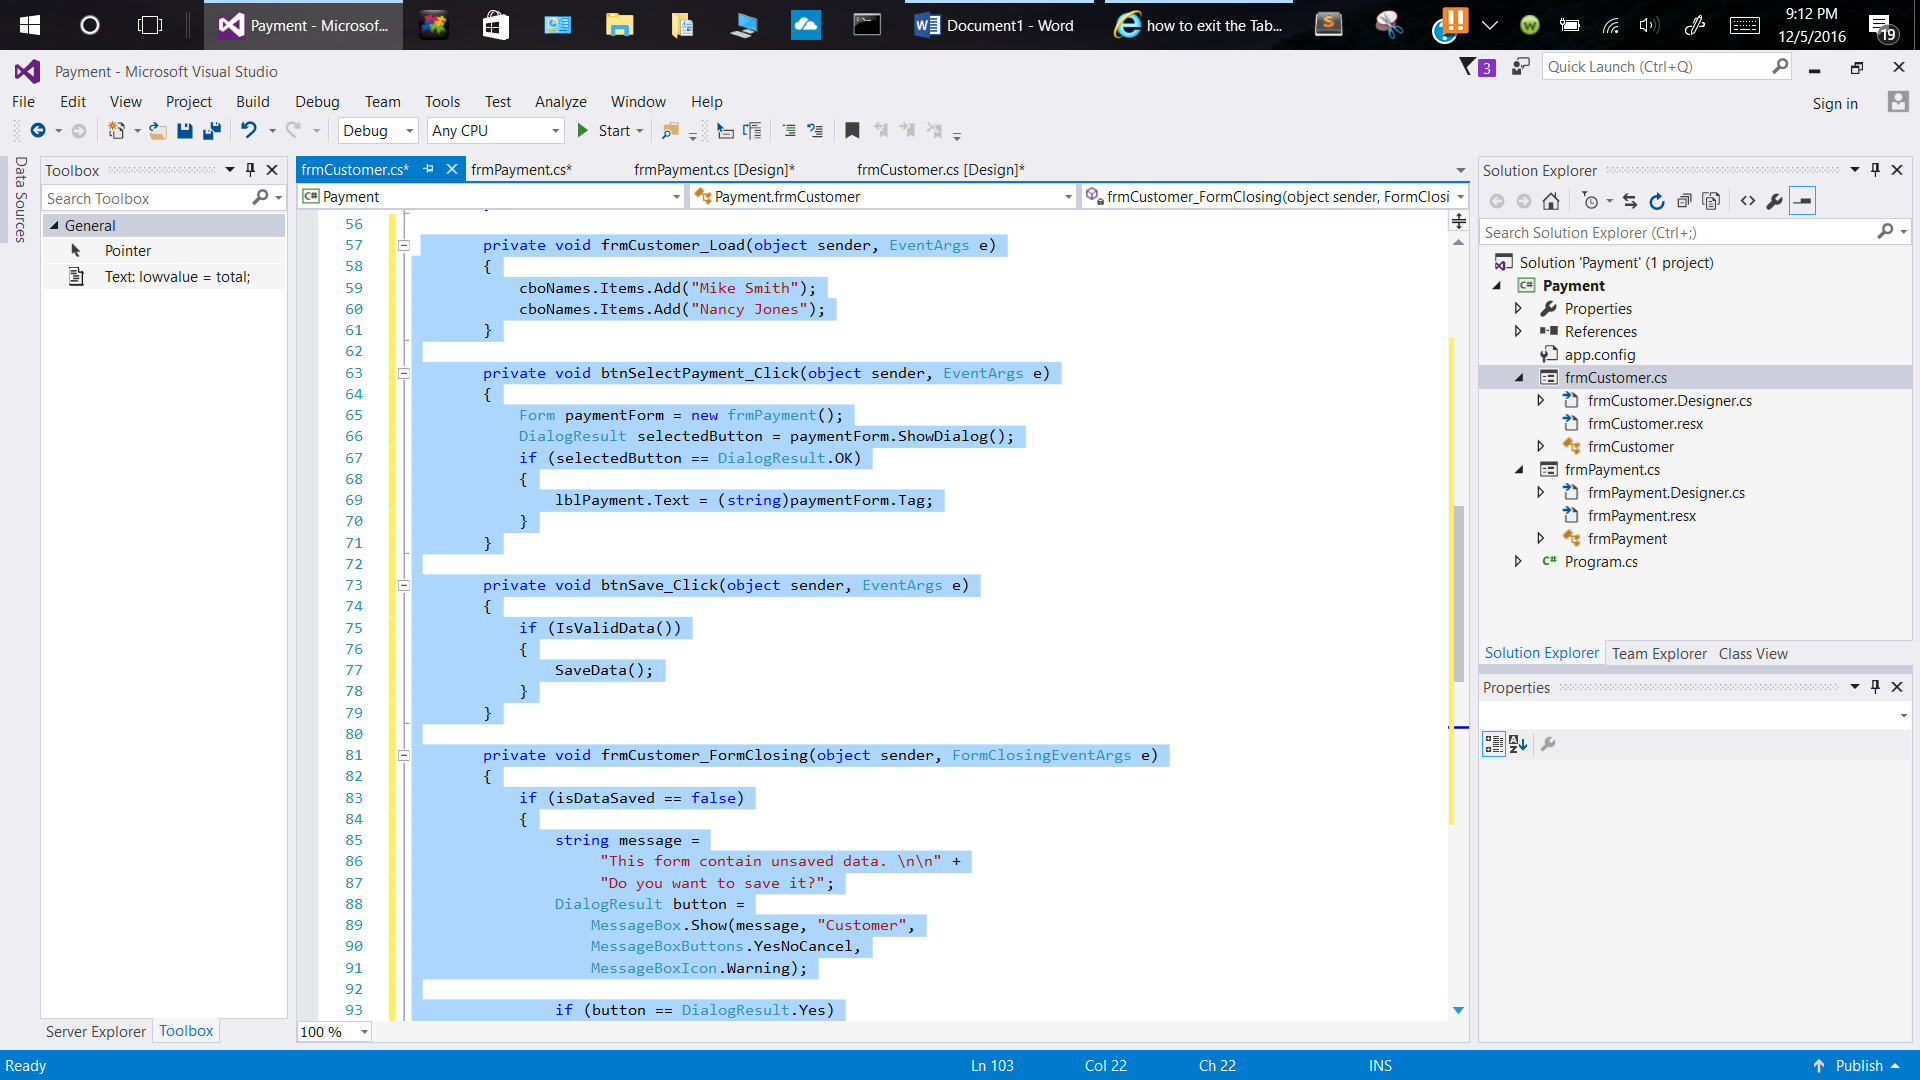 Payment - Microsof...
Document1 - Word
how to exit the Tab...
9:12 PM
12/5/2016
19
Payment - Microsoft Visual Studio
3
Quick Launch (Ctrl+Q)
File Edit View Project Build Debug Team Tools Test Analyze Window Help
Sign in
Debug Any CPU Start
Data Sources
Toolbox
Search Toolbox
General
Pointer
Text: lowvalue = total;
Server Explorer Toolbox
frmCustomer.cs* frmPayment.cs* frmPayment.cs [Design]* frmCustomer.cs [Design]*
Payment Payment.frmCustomer frmCustomer_FormClosing(object sender, FormClosi
56
57 private void frmCustomer_Load(object sender, EventArgs e)
58 {
59 cboNames.Items.Add("Mike Smith");
60 cboNames.Items.Add("Nancy Jones");
61 }
62
63 private void btnSelectPayment_Click(object sender, EventArgs e)
64 {
65 Form paymentForm = new frmPayment();
66 DialogResult selectedButton = paymentForm.ShowDialog();
67 if (selectedButton == DialogResult.OK)
68 {
69 lblPayment.Text = (string)paymentForm.Tag;
70 }
71 }
72
73 private void btnSave_Click(object sender, EventArgs e)
74 {
75 if (IsValidData())
76 {
77 SaveData();
78 }
79 }
80
81 private void frmCustomer_FormClosing(object sender, FormClosingEventArgs e)
82 {
83 if (isDataSaved == false)
84 {
85 string message =
86 "This form contain unsaved data. \n\n" +
87 "Do you want to save it?";
88 DialogResult button =
89 MessageBox.Show(message, "Customer",
90 MessageBoxButtons.YesNoCancel,
91 MessageBoxIcon.Warning);
92
93 if (button == DialogResult.Yes)
100 %
Solution Explorer
Search Solution Explorer (Ctrl+;)
Solution 'Payment' (1 project)
C# Payment
Properties
References
app.config
frmCustomer.cs
frmCustomer.Designer.cs
frmCustomer.resx
frmCustomer
frmPayment.cs
frmPayment.Designer.cs
frmPayment.resx
frmPayment
C# Program.cs
Solution Explorer Team Explorer Class View
Properties
Ready Ln 103 Col 22 Ch 22 INS Publish